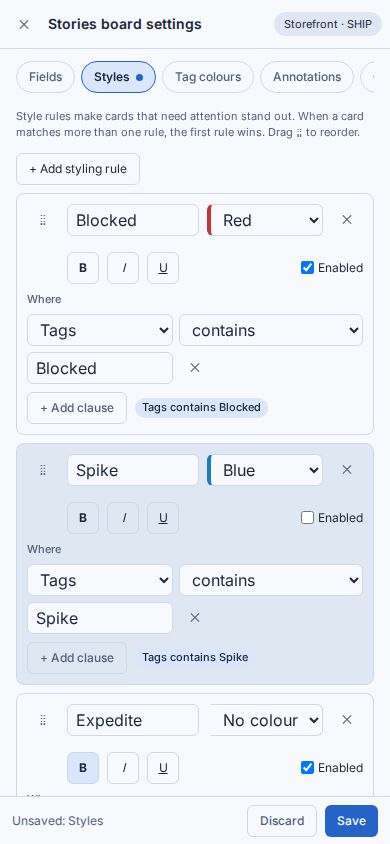 Stories board settings
Storefront · SHIP
Fields
Styles
Tag colours
Annotations
Style rules make cards that need attention stand out. When a card
matches more than one rule, the first rule wins. Drag ⠿ to reorder.
+ Add styling rule
Blocked
Red
B
I
U
Enabled
Where
Tags
contains
Blocked
+ Add clause
Tags contains Blocked
Spike
Blue
B
I
U
Enabled
Where
Tags
contains
Spike
+ Add clause
Tags contains Spike
Expedite
No colour
B
I
U
Enabled
Unsaved: Styles
Discard
Save